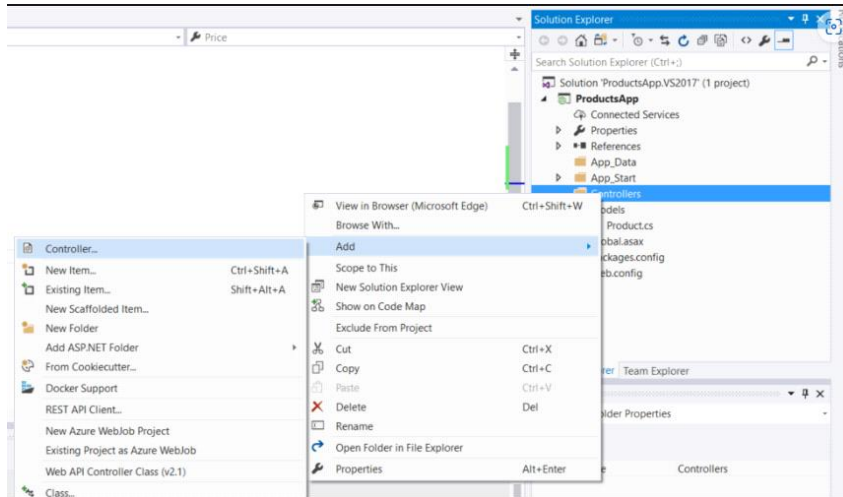 Solution Explorer
Price
Search Solution Explorer (Ctrl+;)
Solution 'ProductsApp.VS2017' (1 project)
ProductsApp
Connected Services
Properties
References
App_Data
App_Start
Controllers
View in Browser (Microsoft Edge) Ctrl+Shift+W
Browse With...
Add
Scope to This
New Solution Explorer View
Show on Code Map
Exclude From Project
Cut Ctrl+X
Copy Ctrl+C
Paste Ctrl+V
Delete Del
Rename
Open Folder in File Explorer
Properties Alt+Enter
Controller...
New Item... Ctrl+Shift+A
Existing Item... Shift+Alt+A
New Scaffolded Item...
New Folder
Add ASP.NET Folder
From Cookiecutter...
Docker Support
REST API Client...
New Azure WebJob Project
Existing Project as Azure WebJob
Web API Controller Class (v2.1)
Class...
odels
Product.cs
obal.asax
ckages.config
eb.config
rer Team Explorer
lder Properties
e Controllers